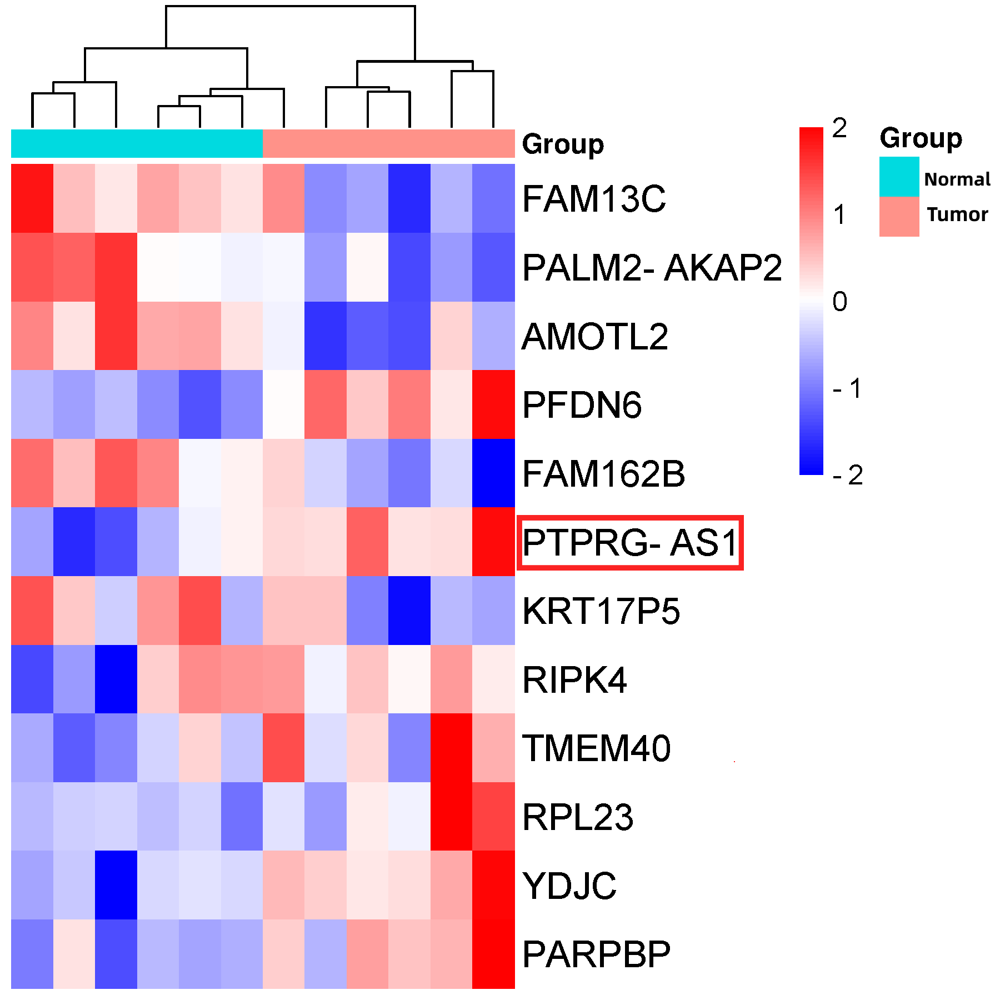 Group
FAM13C
PALM2- AKAP2
AMOTL2
PFDN6
FAM162B
PTPRG- AS1
KRT17P5
RIPK4
TMEM40
RPL23
YDJC
PARPBP
2
1
0
- 1
- 2
Group
Normal
Tumor